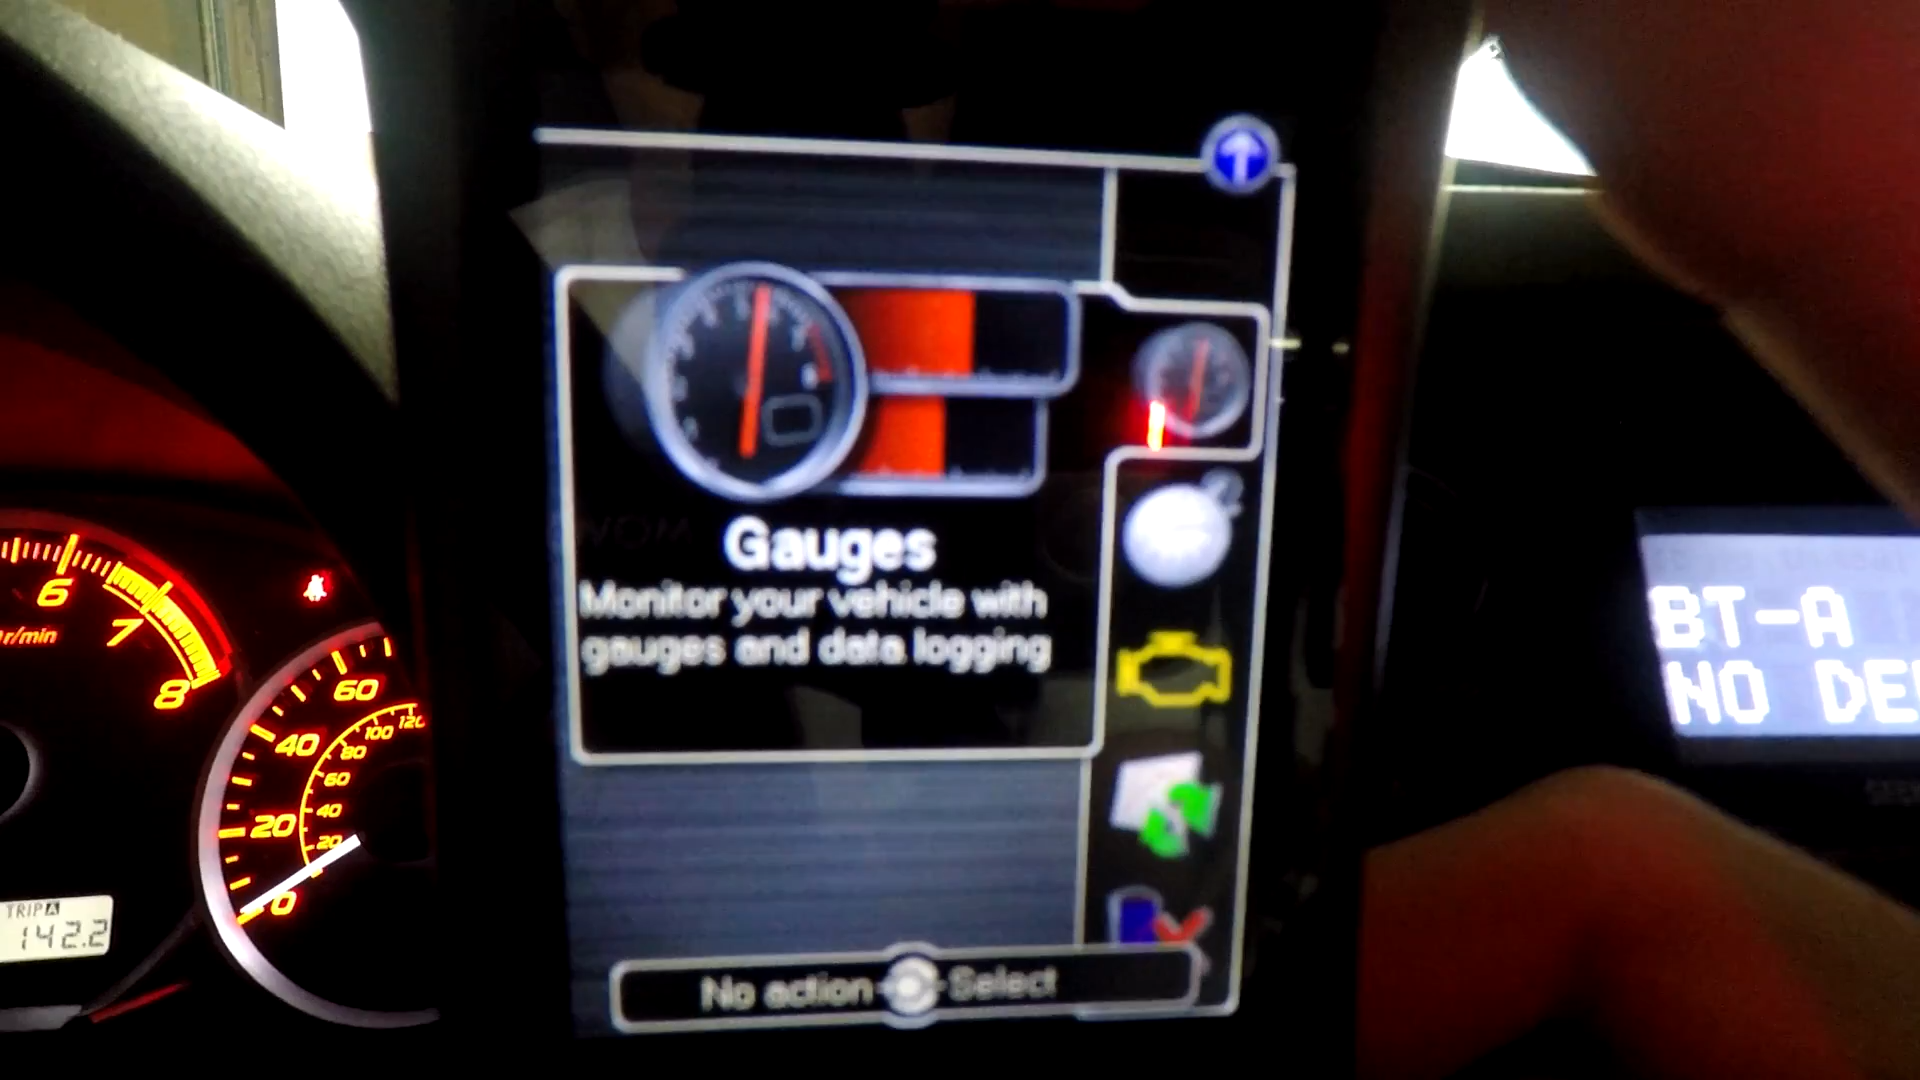 Gauges
Monitor your vehicle with
gauges and data logging
No action Select
6
7
8
r/min
60
40
20
0
120
100
80
60
40
20
TRIP A
142.2
BT-A
NO DE
SEEK